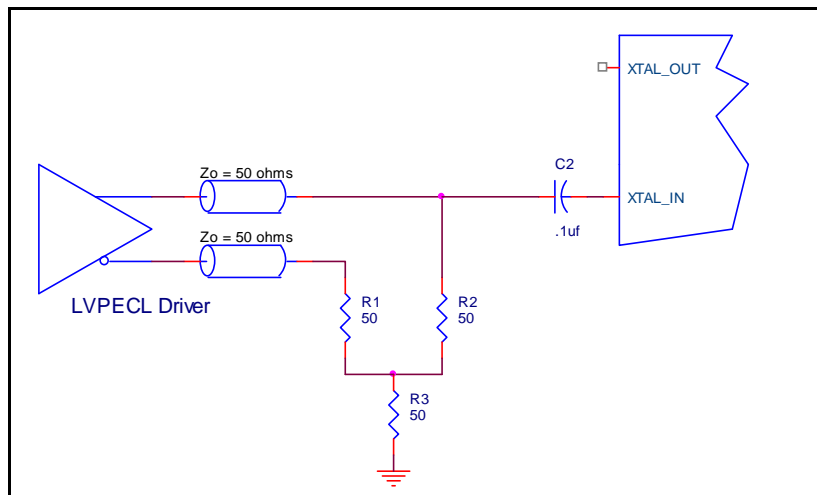 XTAL_OUT
C2
Zo = 50 ohms
XTAL_IN
.1uf
Zo = 50 ohms
LVPECL Driver
R1
50
R2
50
R3
50